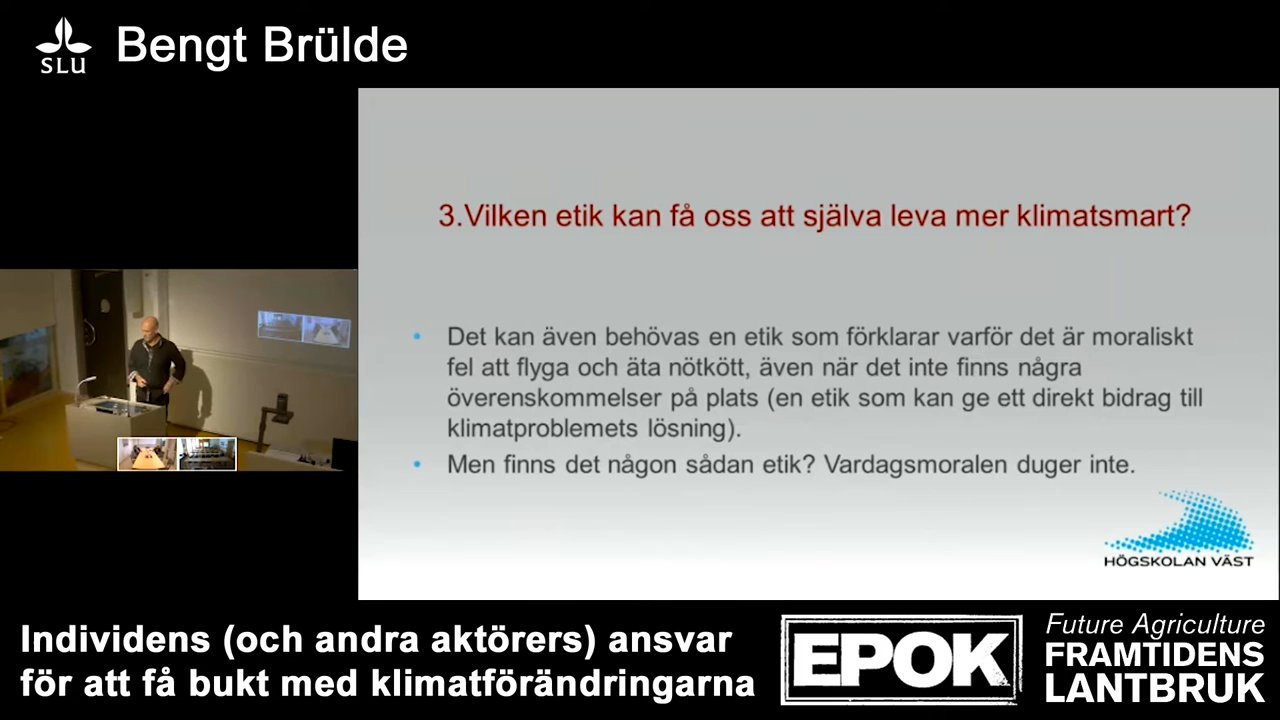 SLU
Bengt Brülde
3.Vilken etik kan få oss att själva leva mer klimatsmart?
• Det kan även behövas en etik som förklarar varför det är moraliskt
fel att flyga och äta nötkött, även när det inte finns några
överenskommelser på plats (en etik som kan ge ett direkt bidrag till
klimatproblemets lösning).
• Men finns det någon sådan etik? Vardagsmoralen duger inte.
HÖGSKOLAN VÄST
Individens (och andra aktörers) ansvar
för att få bukt med klimatförändringarna
EPOK
Future Agriculture
FRAMTIDENS
LANTBRUK